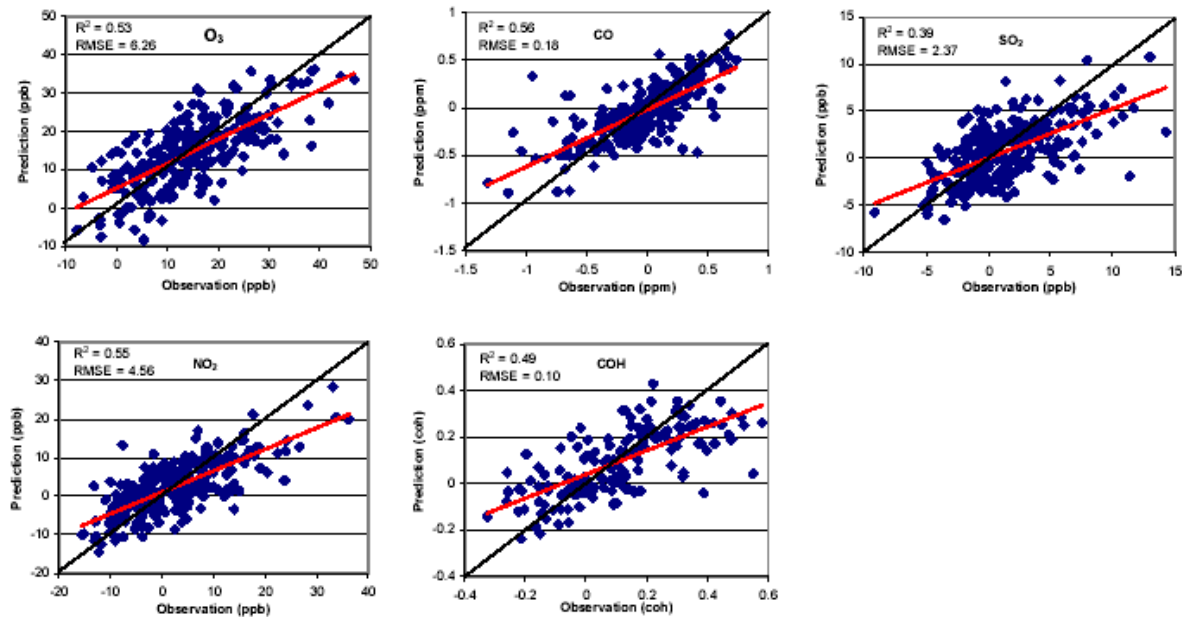 R² = 0.53
RMSE = 6.26
O₃
50
40
30
20
10
0
-10
-10 0 10 20 30 40 50
Prediction (ppb)
Observation (ppb)
R² = 0.56
RMSE = 0.18
CO
1
0.5
0
-0.5
-1
-1.5
-1.5 -1 -0.5 0 0.5 1
Prediction (ppm)
Observation (ppm)
R² = 0.39
RMSE = 2.37
SO₂
15
10
5
0
-5
-10
-10 -5 0 5 10 15
Prediction (ppb)
Observation (ppb)
R² = 0.55
RMSE = 4.56
NO₂
40
30
20
10
0
-10
-20
-20 -10 0 10 20 30 40
Prediction (ppb)
Observation (ppb)
R² = 0.49
RMSE = 0.10
COH
0.6
0.4
0.2
0
-0.2
-0.4
-0.4 -0.2 0 0.2 0.4 0.6
Prediction (coh)
Observation (coh)